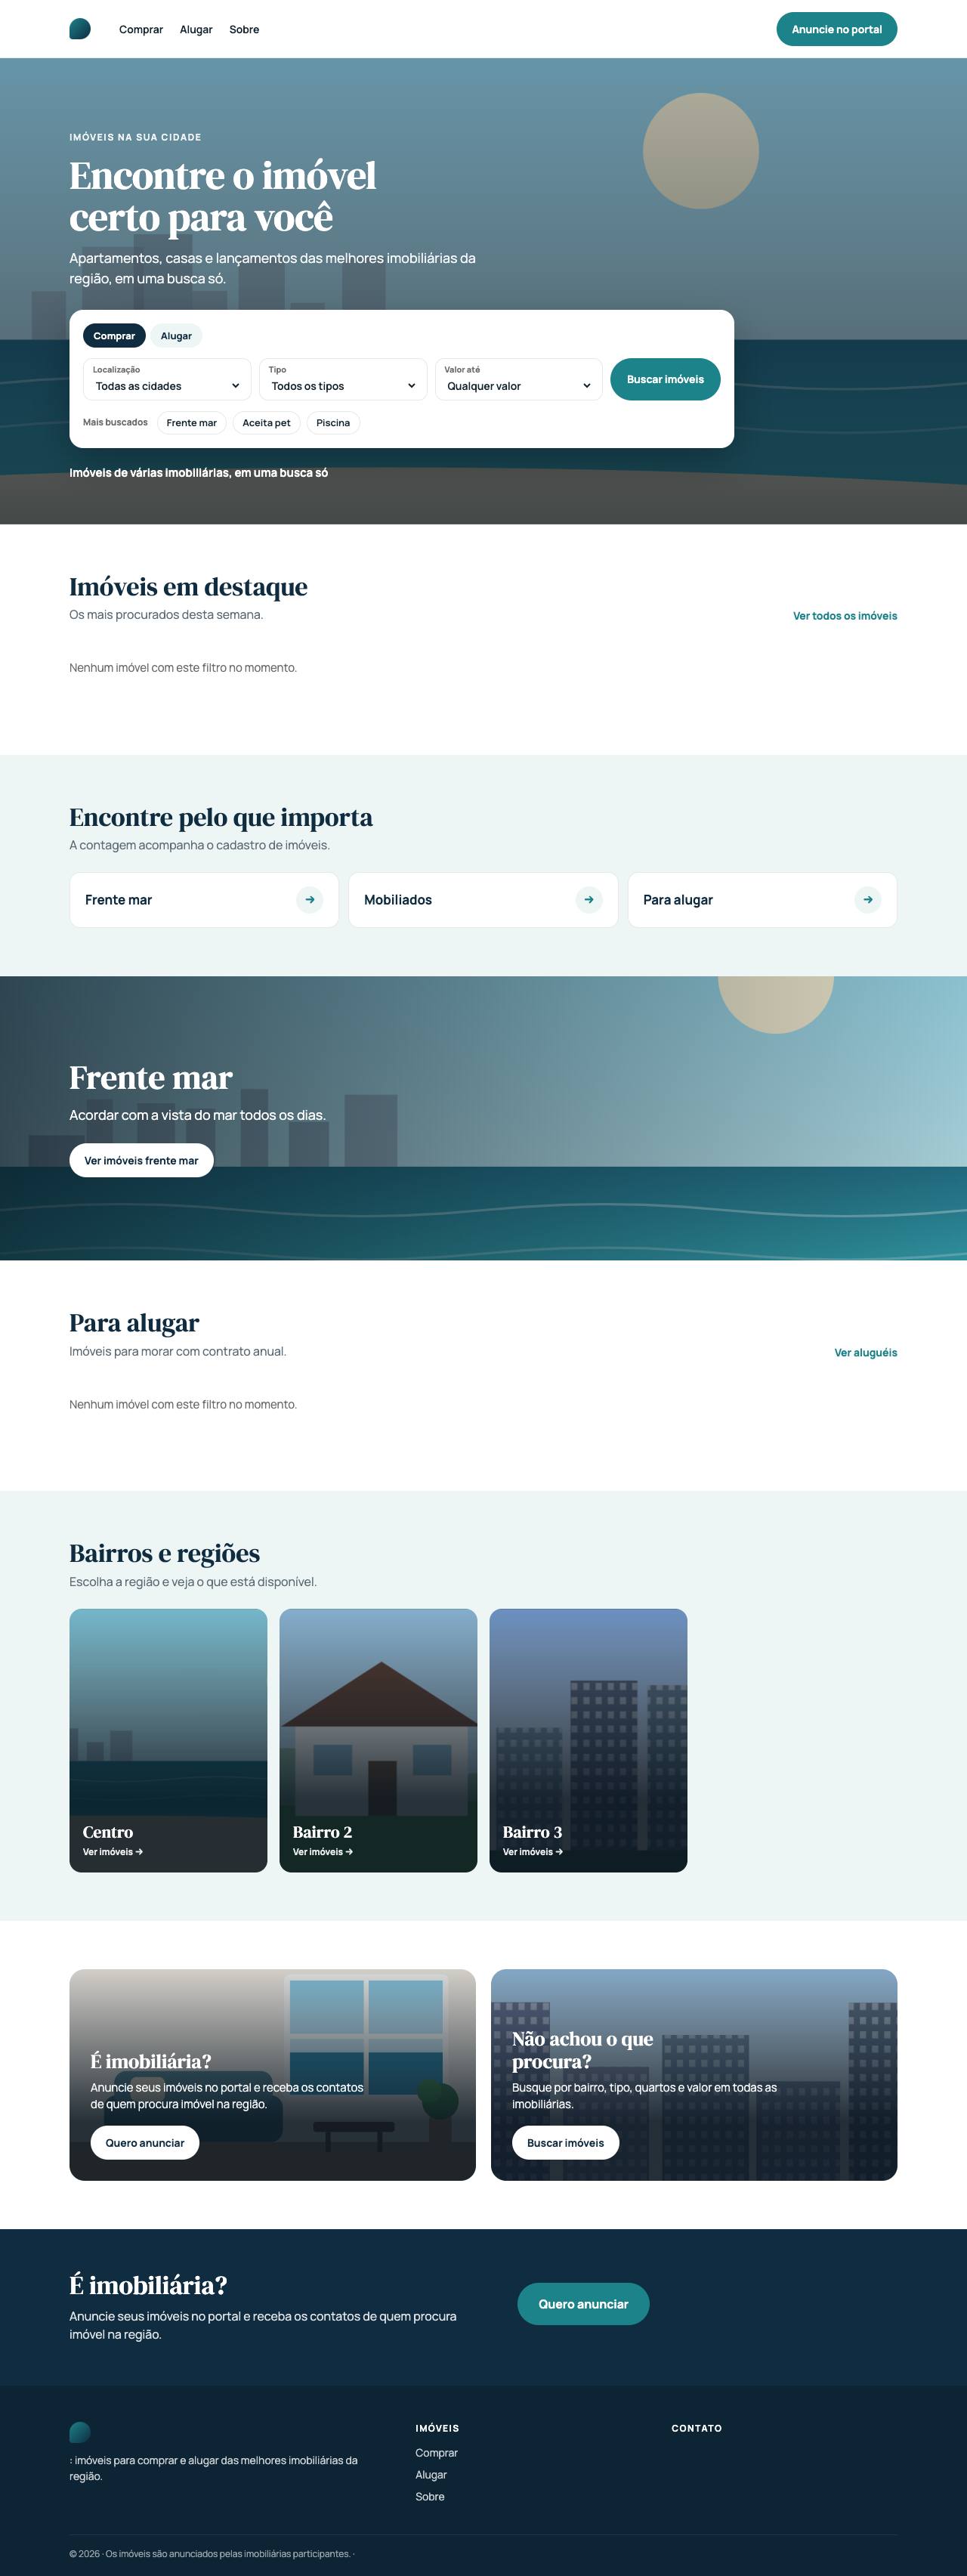 Comprar Alugar Sobre Anuncie no portal
IMÓVEIS NA SUA CIDADE
Encontre o imóvel
certo para você
Apartamentos, casas e lançamentos das melhores imobiliárias da
região, em uma busca só.
Comprar Alugar
Localização Tipo Valor até
Todas as cidades Todos os tipos Qualquer valor Buscar imóveis
Mais buscados Frente mar Aceita pet Piscina
Imóveis de várias imobiliárias, em uma busca só
Imóveis em destaque
Os mais procurados desta semana. Ver todos os imóveis
Nenhum imóvel com este filtro no momento.
Encontre pelo que importa
A contagem acompanha o cadastro de imóveis.
Frente mar → Mobiliados → Para alugar →
Frente mar
Acordar com a vista do mar todos os dias.
Ver imóveis frente mar
Para alugar
Imóveis para morar com contrato anual. Ver aluguéis
Nenhum imóvel com este filtro no momento.
Bairros e regiões
Escolha a região e veja o que está disponível.
Centro Bairro 2 Bairro 3
Ver imóveis → Ver imóveis → Ver imóveis →
É imobiliária?
Anuncie seus imóveis no portal e receba os contatos
de quem procura imóvel na região.
Quero anunciar
Não achou o que
procura?
Busque por bairro, tipo, quartos e valor em todas as
imobiliárias.
Buscar imóveis
É imobiliária?
Anuncie seus imóveis no portal e receba os contatos de quem procura
imóvel na região.
Quero anunciar
: imóveis para comprar e alugar das melhores imobiliárias da
região.
IMÓVEIS
Comprar
Alugar
Sobre
CONTATO
© 2026 · Os imóveis são anunciados pelas imobiliárias participantes. ·